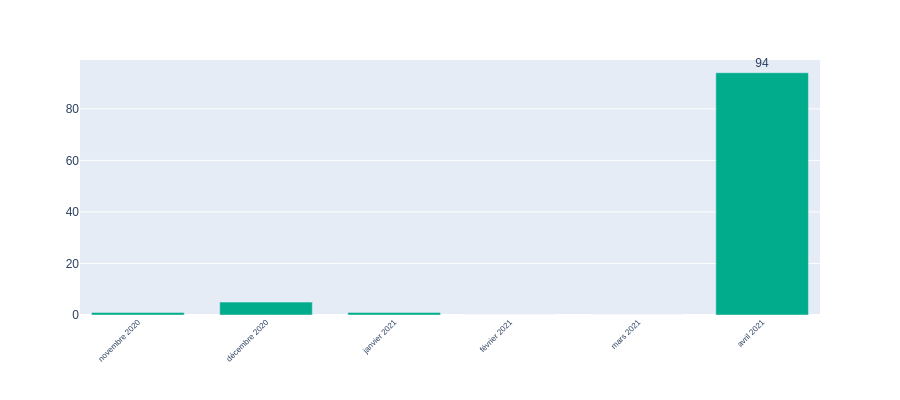 94
80
60
40
20
0
novembre 2020
décembre 2020
janvier 2021
février 2021
mars 2021
avril 2021